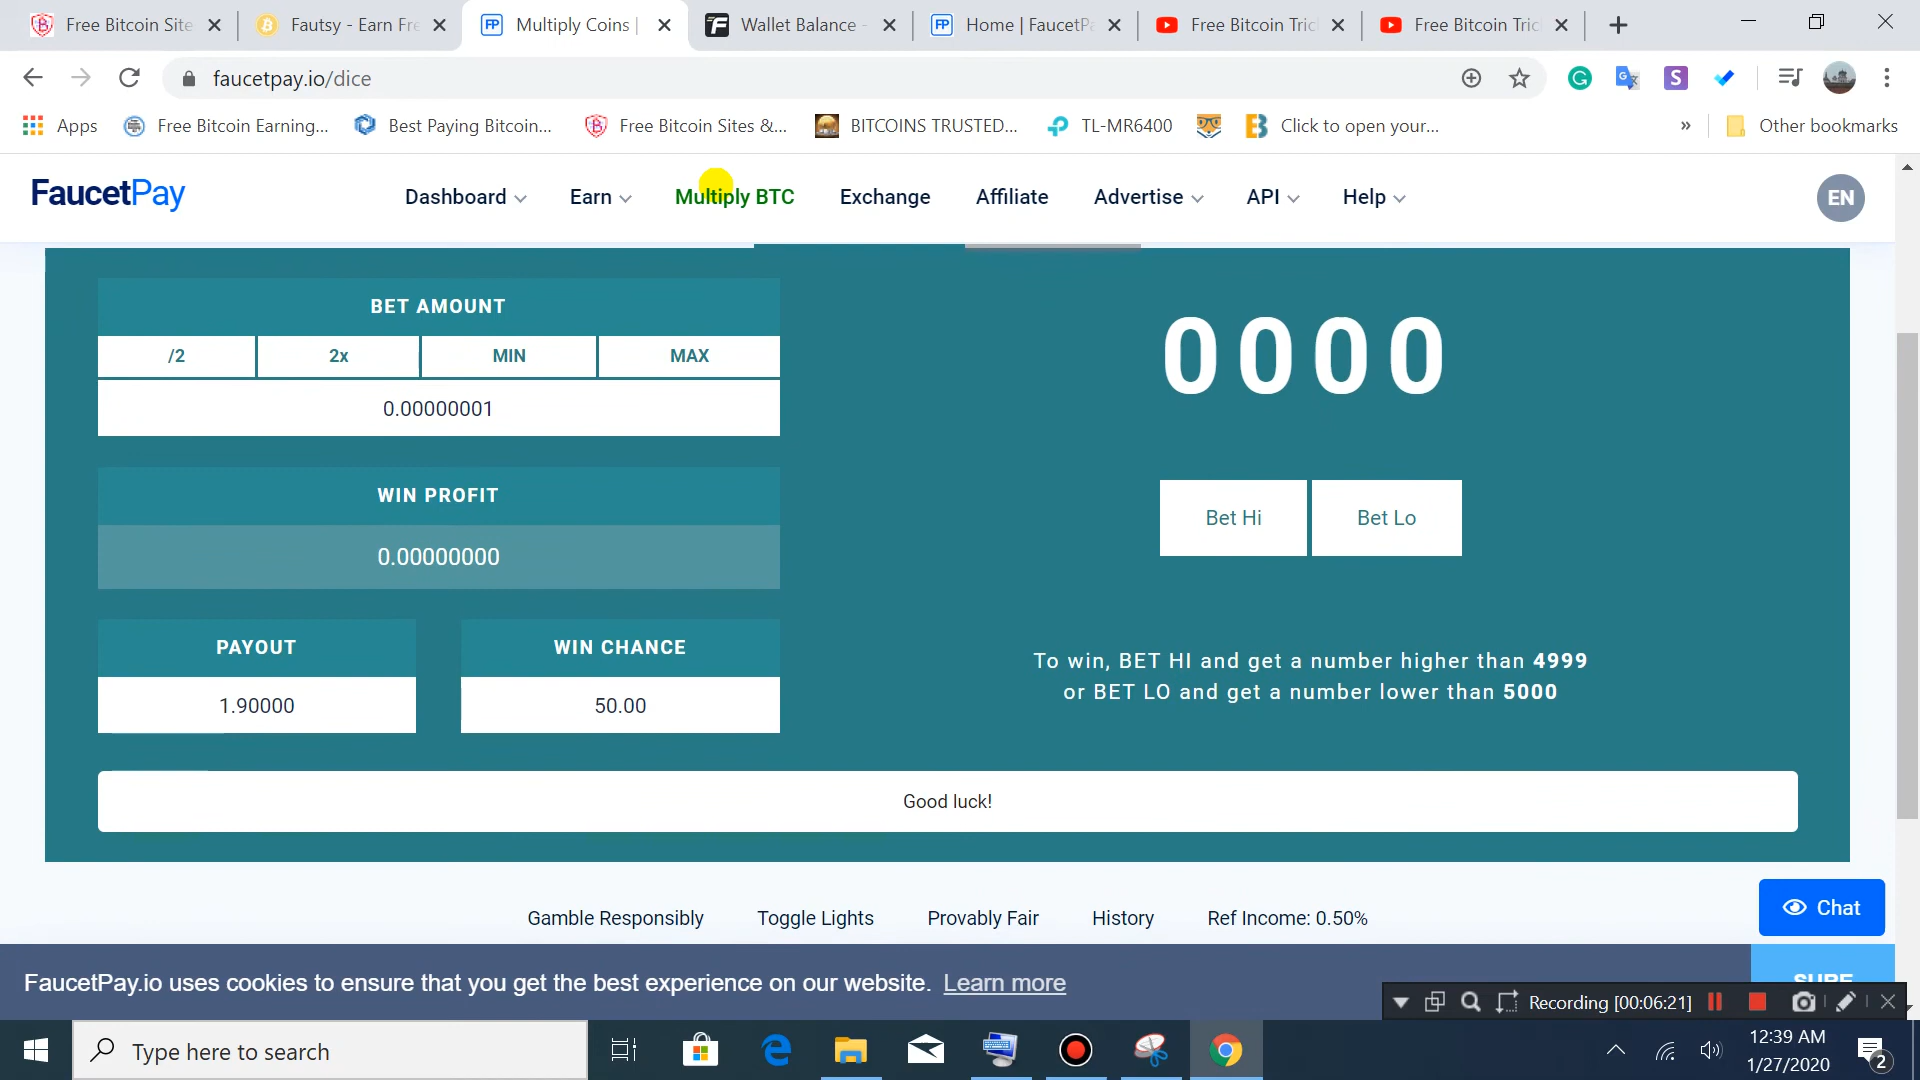 Free Bitcoin Site
Fautsy - Earn Fre
Multiply Coins |
Wallet Balance -
Home | FaucetPa
Free Bitcoin Tric
Free Bitcoin Tric
faucetpay.io/dice
Apps
Free Bitcoin Earning...
Best Paying Bitcoin...
Free Bitcoin Sites &...
BITCOINS TRUSTED...
TL-MR6400
Click to open your...
»
Other bookmarks
FaucetPay
Dashboard
Earn
Multiply BTC
Exchange
Affiliate
Advertise
API
Help
EN
BET AMOUNT
/2
2x
MIN
MAX
0.00000001
WIN PROFIT
0.00000000
PAYOUT
WIN CHANCE
1.90000
50.00
0000
Bet Hi
Bet Lo
To win, BET HI and get a number higher than 4999
or BET LO and get a number lower than 5000
Good luck!
Gamble Responsibly
Toggle Lights
Provably Fair
History
Ref Income: 0.50%
Chat
FaucetPay.io uses cookies to ensure that you get the best experience on our website. Learn more
SURE
Recording [00:06:21]
Type here to search
12:39 AM
1/27/2020
2